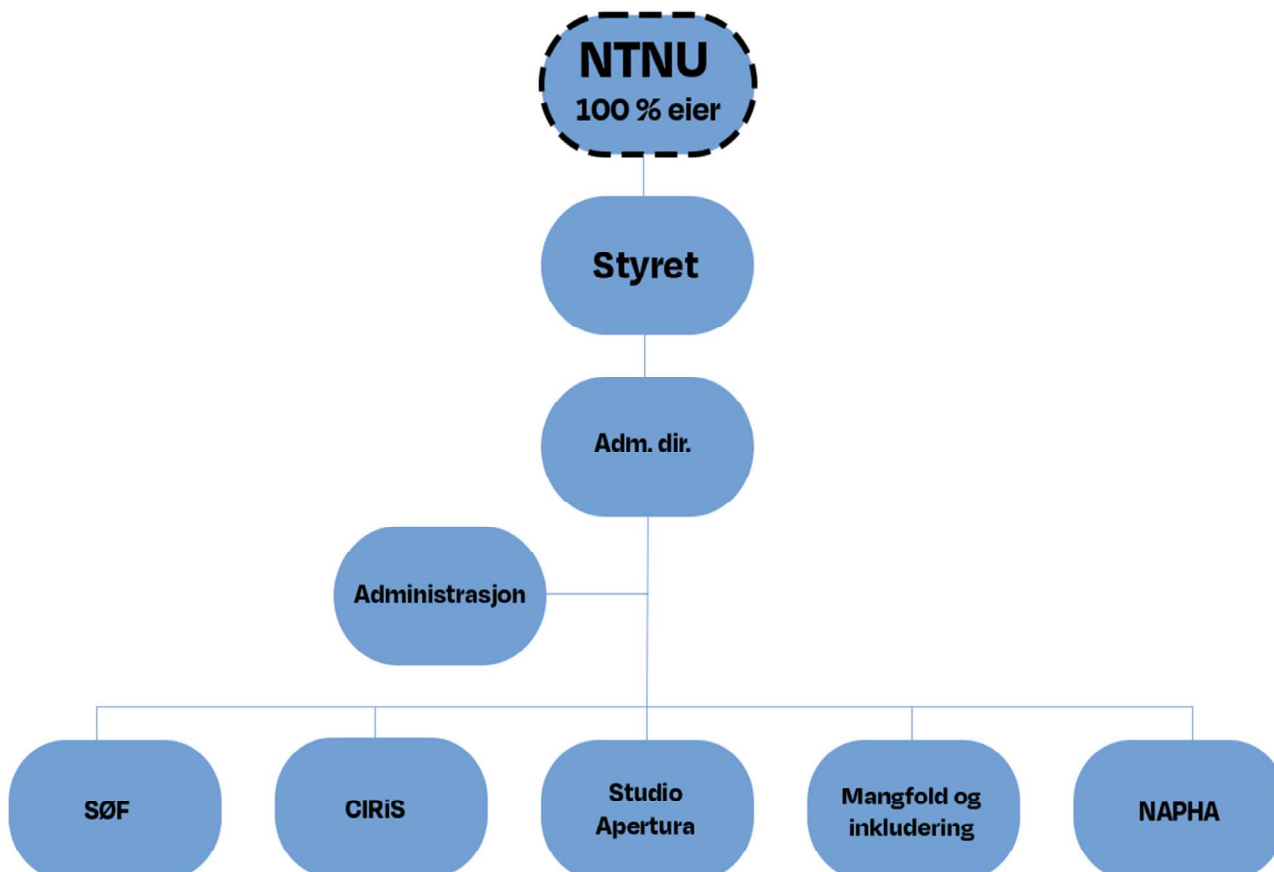 NTNU
100 % eier
Styret
Adm. dir.
Administrasjon
SØF
CIRiS
Studio
Apertura
Mangfold og
inkludering
NAPHA